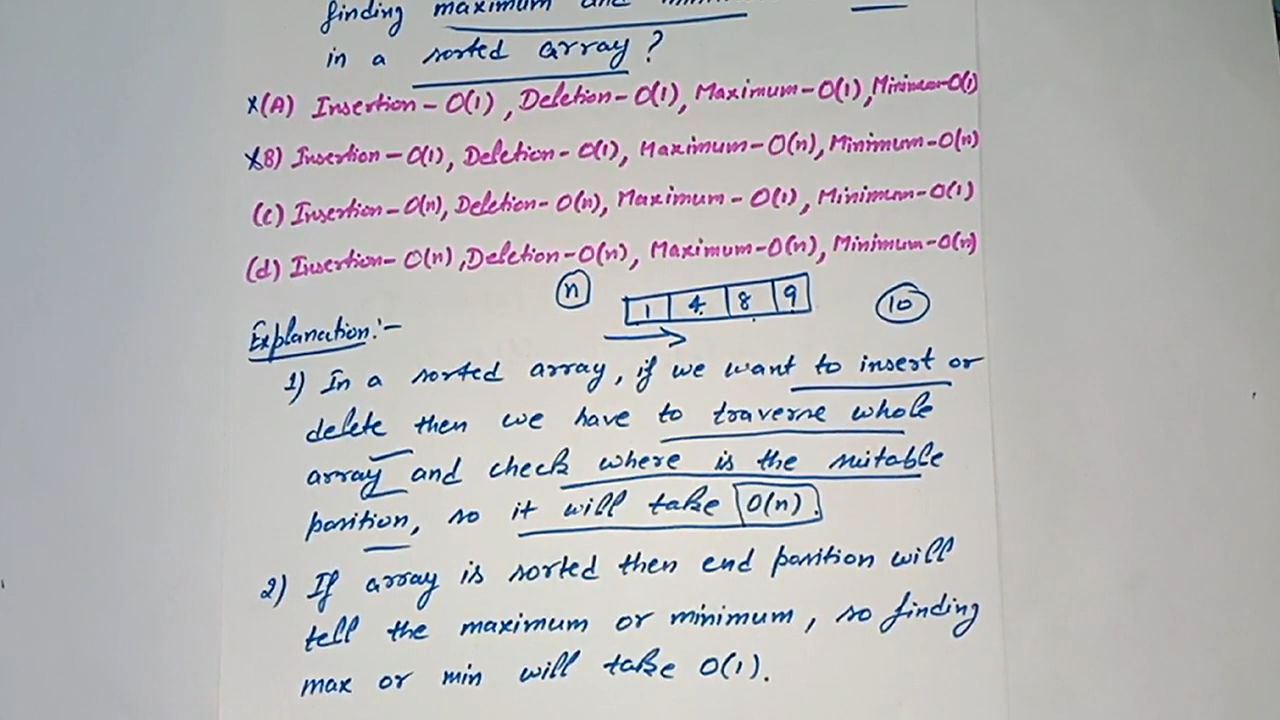 finding maximum and
in a sorted array?
x(A) Insertion - O(1), Deletion - O(1), Maximum - O(1), Minimum - O(1)
x B) Insertion - O(1), Deletion - O(1), Maximum - O(n), Minimum - O(n)
(c) Insertion - O(n), Deletion - O(n), Maximum - O(1), Minimum - O(1)
(d) Insertion - O(n), Deletion - O(n), Maximum - O(n), Minimum - O(n)
n 1 4 8 9 10
Explanation:-
1) In a sorted array, if we want to insert or
delete then we have to traverse whole
array and check where is the suitable
position, so it will take O(n).
2) If array is sorted then end position will
tell the maximum or minimum, so finding
max or min will take O(1).